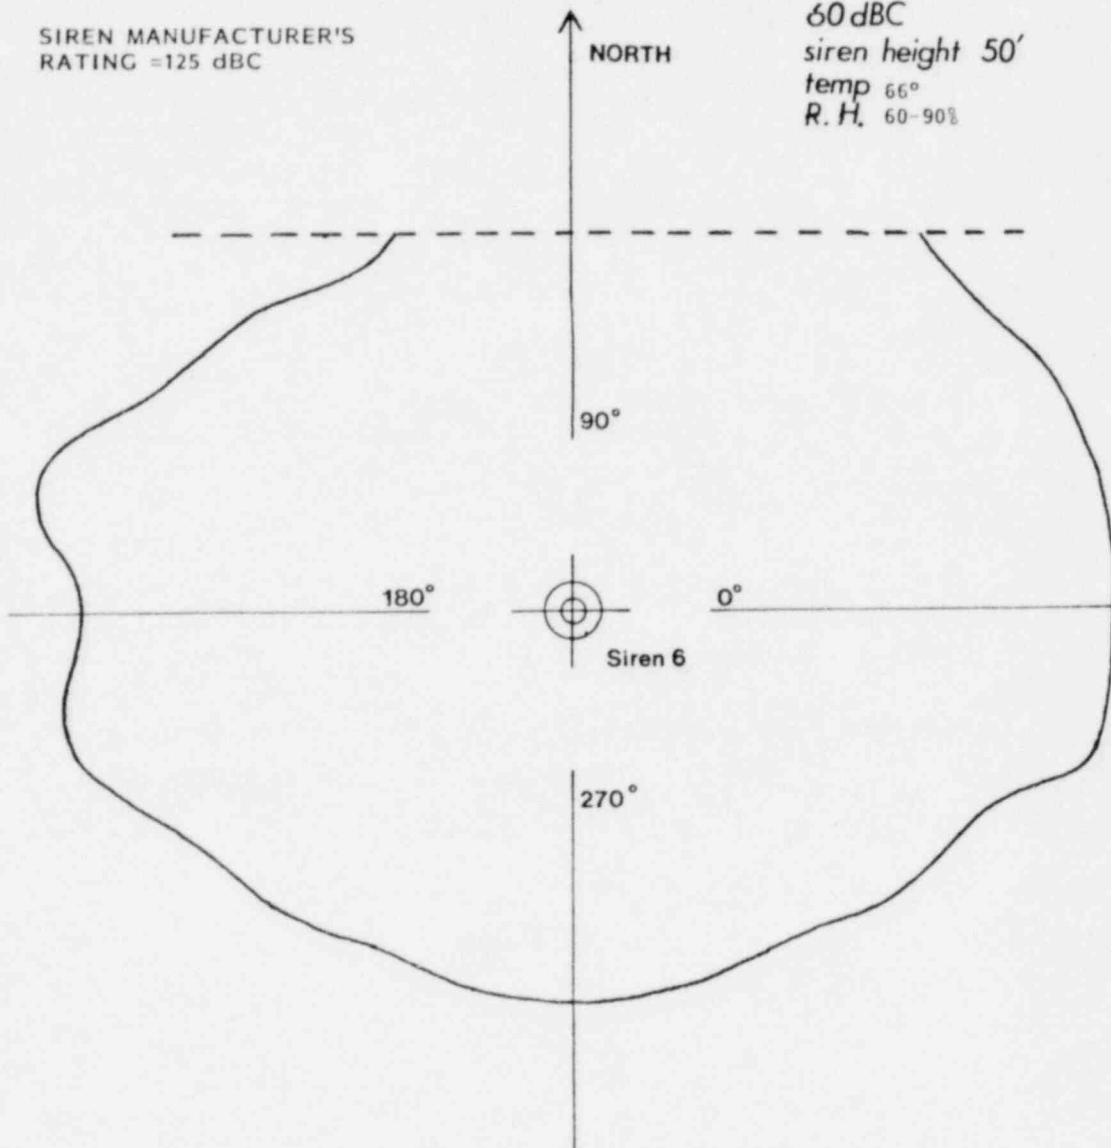 SIREN MANUFACTURER'S
RATING =125 dBC
NORTH
60 dBC
siren height 50'
temp 66°
R. H. 60-90%
90°
180°
0°
Siren 6
270°